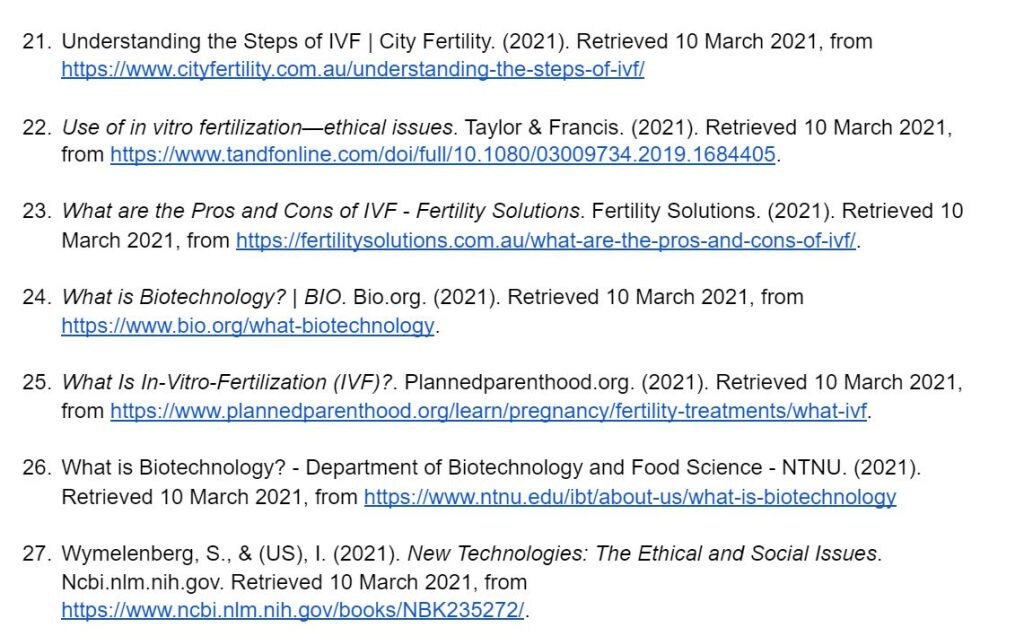 21. Understanding the Steps of IVF | City Fertility. (2021). Retrieved 10 March 2021, from
https://www.cityfertility.com.au/understanding-the-steps-of-ivf/
22. Use of in vitro fertilization—ethical issues. Taylor & Francis. (2021). Retrieved 10 March 2021,
from https://www.tandfonline.com/doi/full/10.1080/03009734.2019.1684405.
23. What are the Pros and Cons of IVF - Fertility Solutions. Fertility Solutions. (2021). Retrieved 10
March 2021, from https://fertilitysolutions.com.au/what-are-the-pros-and-cons-of-ivf/.
24. What is Biotechnology? | BIO. Bio.org. (2021). Retrieved 10 March 2021, from
https://www.bio.org/what-biotechnology.
25. What Is In-Vitro-Fertilization (IVF)?. Plannedparenthood.org. (2021). Retrieved 10 March 2021,
from https://www.plannedparenthood.org/learn/pregnancy/fertility-treatments/what-ivf.
26. What is Biotechnology? - Department of Biotechnology and Food Science - NTNU. (2021).
Retrieved 10 March 2021, from https://www.ntnu.edu/ibt/about-us/what-is-biotechnology
27. Wymelenberg, S., & (US), I. (2021). New Technologies: The Ethical and Social Issues.
Ncbi.nlm.nih.gov. Retrieved 10 March 2021, from
https://www.ncbi.nlm.nih.gov/books/NBK235272/.